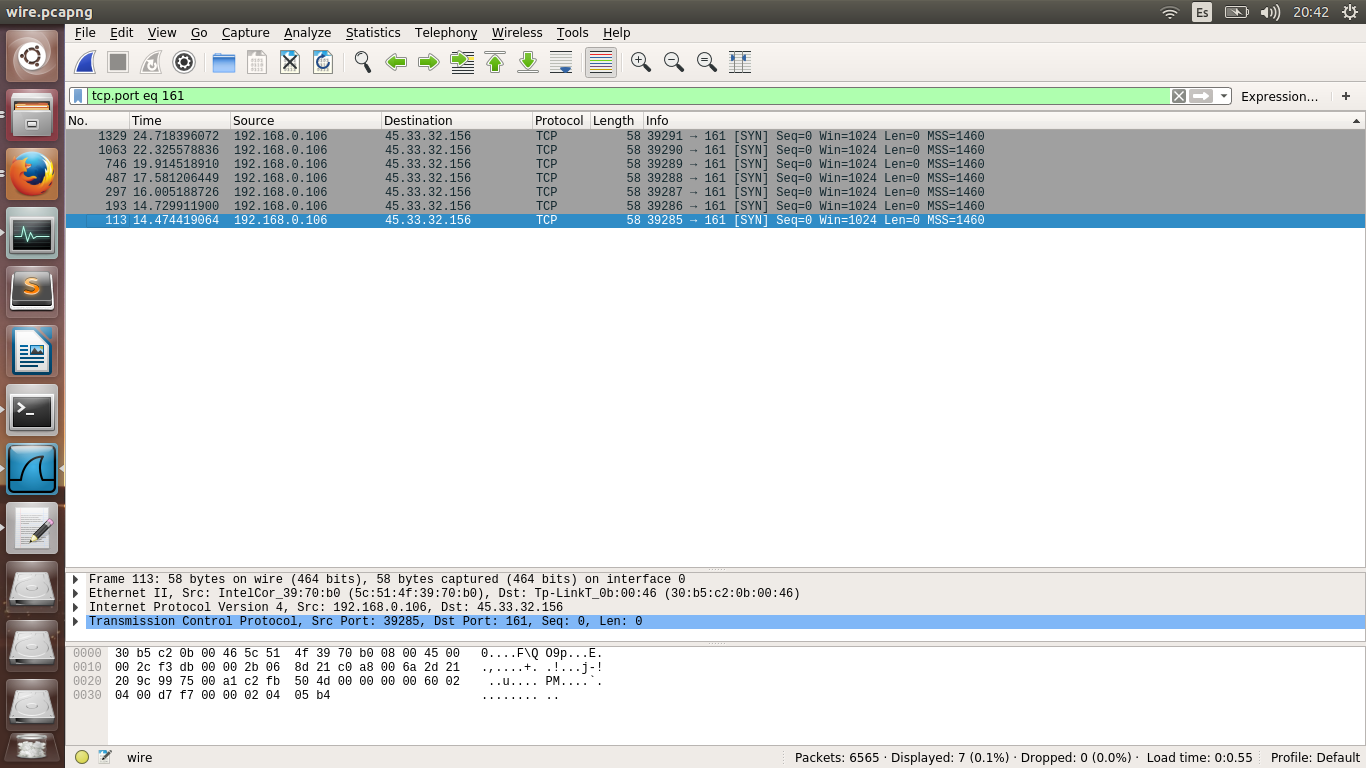 wire.pcapng Es 20:42
File Edit View Go Capture Analyze Statistics Telephony Wireless Tools Help
tcp.port eq 161 Expression... +
No. Time Source Destination Protocol Length Info
1329 24.718396072 192.168.0.106 45.33.32.156 TCP 58 39291 → 161 [SYN] Seq=0 Win=1024 Len=0 MSS=1460
1063 22.325578836 192.168.0.106 45.33.32.156 TCP 58 39290 → 161 [SYN] Seq=0 Win=1024 Len=0 MSS=1460
746 19.914518910 192.168.0.106 45.33.32.156 TCP 58 39289 → 161 [SYN] Seq=0 Win=1024 Len=0 MSS=1460
487 17.581206449 192.168.0.106 45.33.32.156 TCP 58 39288 → 161 [SYN] Seq=0 Win=1024 Len=0 MSS=1460
297 16.005188726 192.168.0.106 45.33.32.156 TCP 58 39287 → 161 [SYN] Seq=0 Win=1024 Len=0 MSS=1460
193 14.729911900 192.168.0.106 45.33.32.156 TCP 58 39286 → 161 [SYN] Seq=0 Win=1024 Len=0 MSS=1460
113 14.474419064 192.168.0.106 45.33.32.156 TCP 58 39285 → 161 [SYN] Seq=0 Win=1024 Len=0 MSS=1460
Frame 113: 58 bytes on wire (464 bits), 58 bytes captured (464 bits) on interface 0
Ethernet II, Src: IntelCor_39:70:b0 (5c:51:4f:39:70:b0), Dst: Tp-LinkT_0b:00:46 (30:b5:c2:0b:00:46)
Internet Protocol Version 4, Src: 192.168.0.106, Dst: 45.33.32.156
Transmission Control Protocol, Src Port: 39285, Dst Port: 161, Seq: 0, Len: 0
0000 30 b5 c2 0b 00 46 5c 51 4f 39 70 b0 08 00 45 00 0....F\Q O9p...E.
0010 00 2c f3 db 00 00 2b 06 8d 21 c0 a8 00 6a 2d 21 .,....+. .!...j-!
0020 20 9c 99 75 00 a1 c2 fb 50 4d 00 00 00 00 60 02 ..u.... PM....`.
0030 04 00 d7 f7 00 00 02 04 05 b4 ........ ..
wire Packets: 6565 · Displayed: 7 (0.1%) · Dropped: 0 (0.0%) · Load time: 0:0.55 Profile: Default